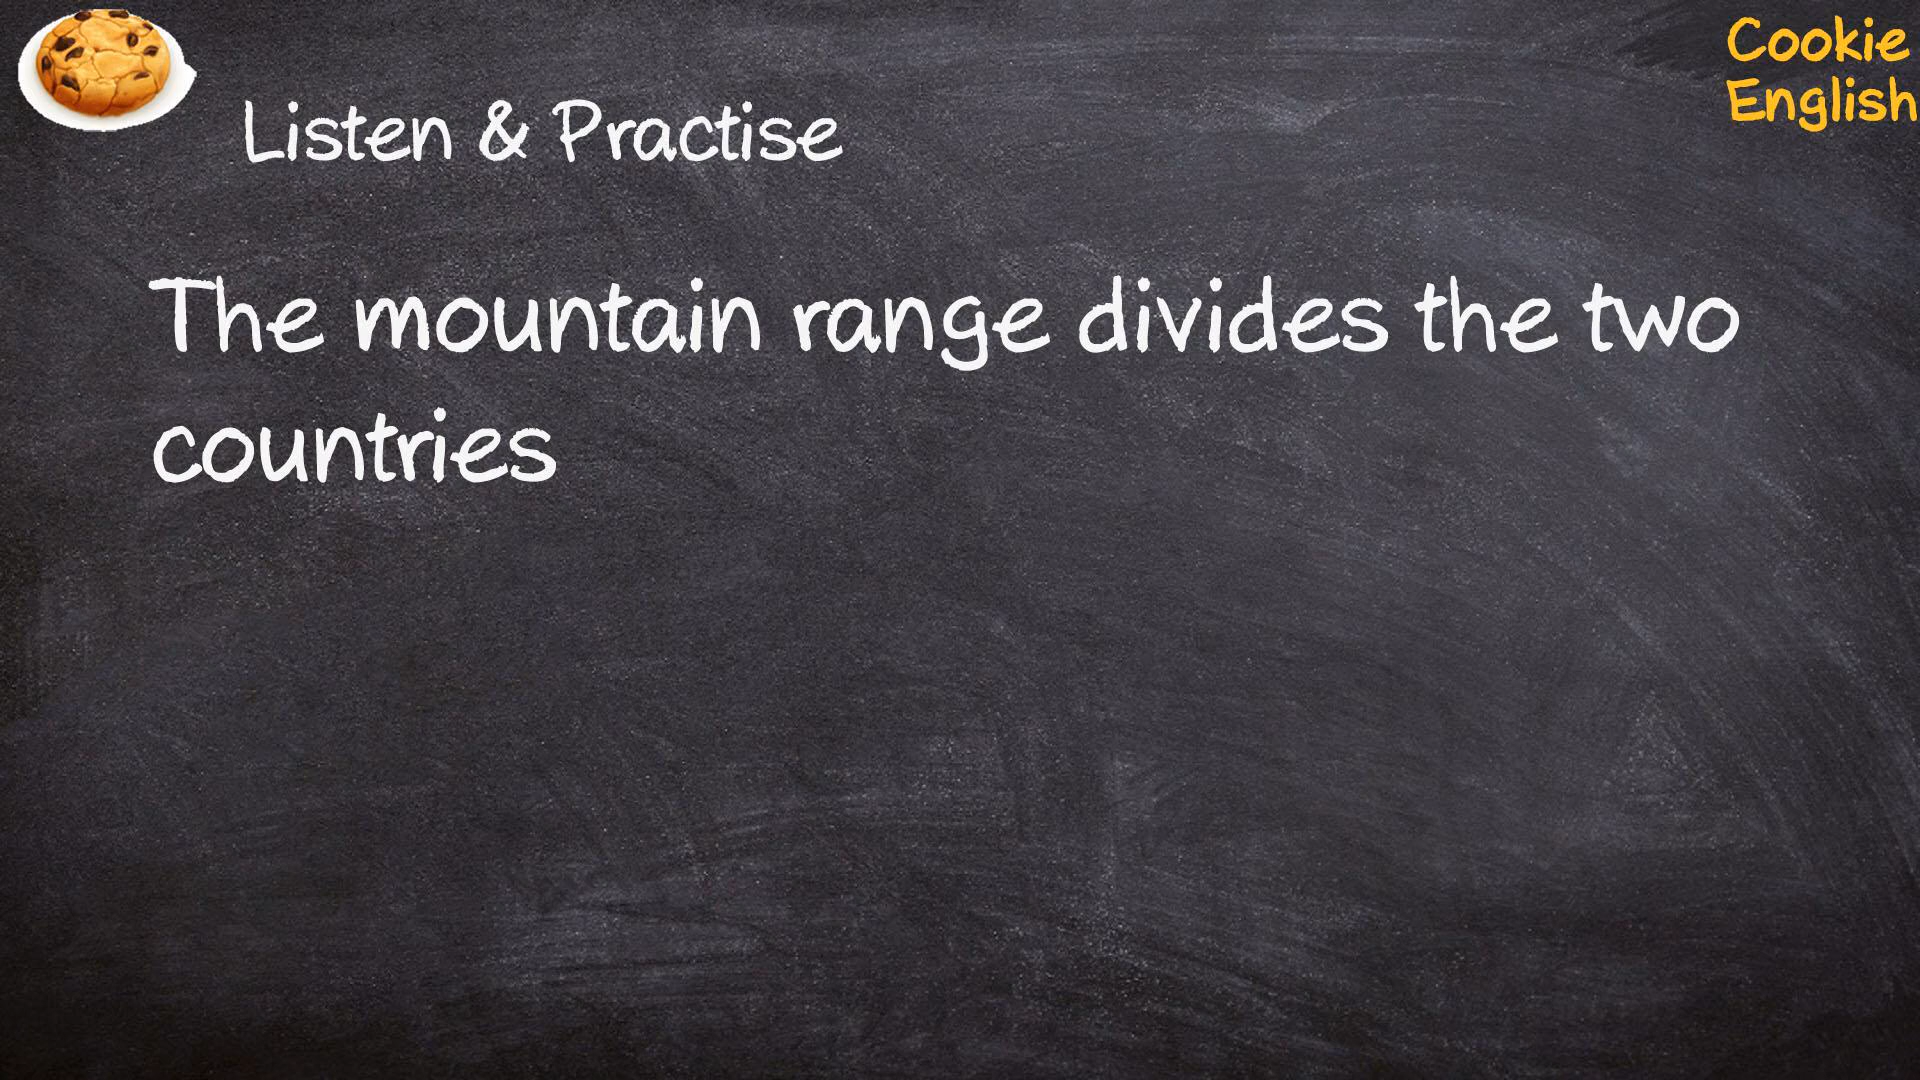 Cookie
English
Listen & Practise
The mountain range divides the two
countries